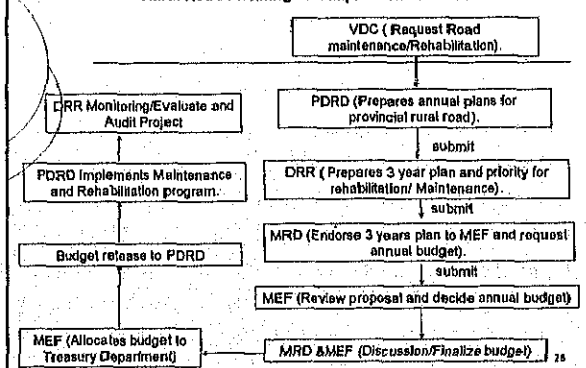 VDC ( Request Road
maintenance/Rehabilitation).
PDRD (Prepares annual plans for
provincial rural road).
submit
DRR ( Prepares 3 year plan and priority for
rehabilitation/ Maintenance).
submit
MRD (Endorse 3 years plan to MEF and request
annual budget).
submit
MEF (Review proposal and decide annual budget)
MRD &MEF (Discussion/Finalize budget)
MEF (Allocates budget to
Treasury Department)
Budget release to PDRD
PDRD Implements Maintenance
and Rehabilitation program.
DRR Monitoring/Evaluate and
Audit Project